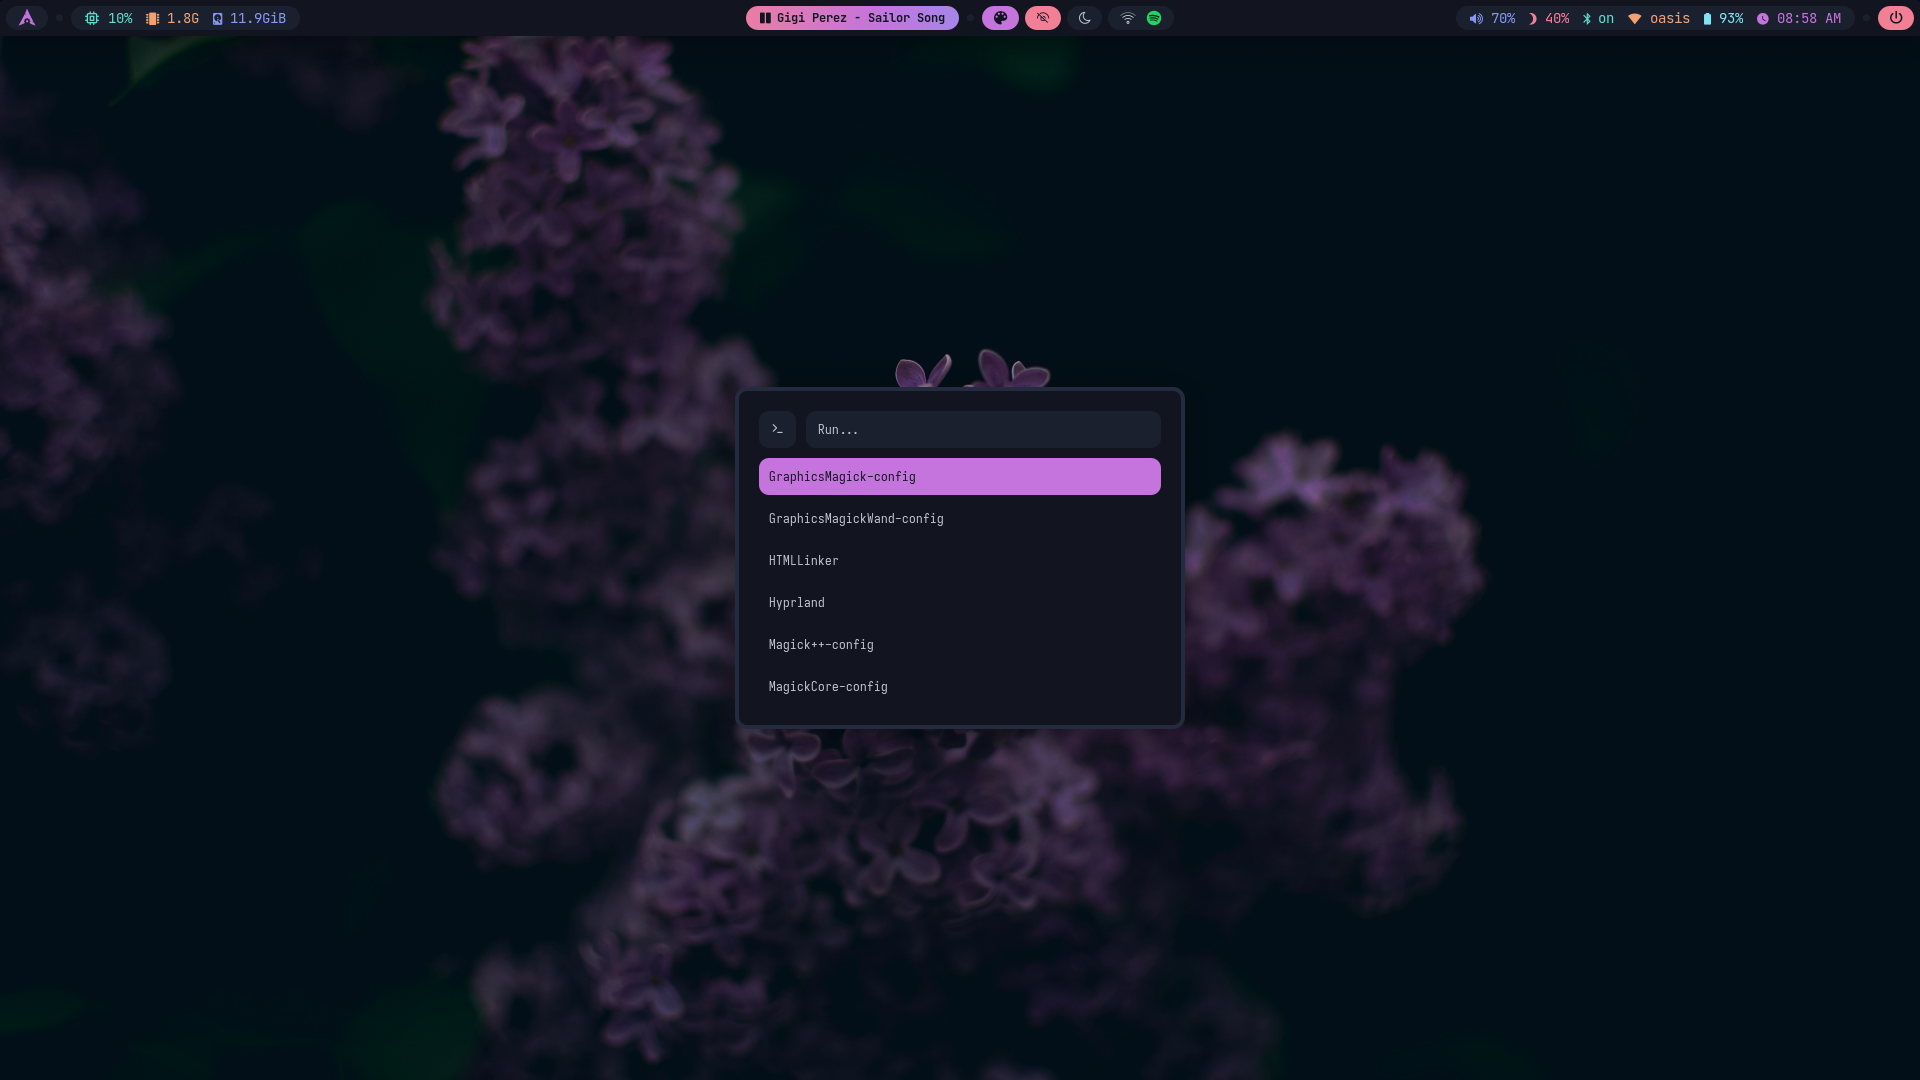 10% 1.8G 11.9GiB Gigi Perez - Sailor Song 70% 40% on oasis 93% 08:58 AM
Run...
GraphicsMagick-config
GraphicsMagickWand-config
HTMLLinker
Hyprland
Magick++-config
MagickCore-config